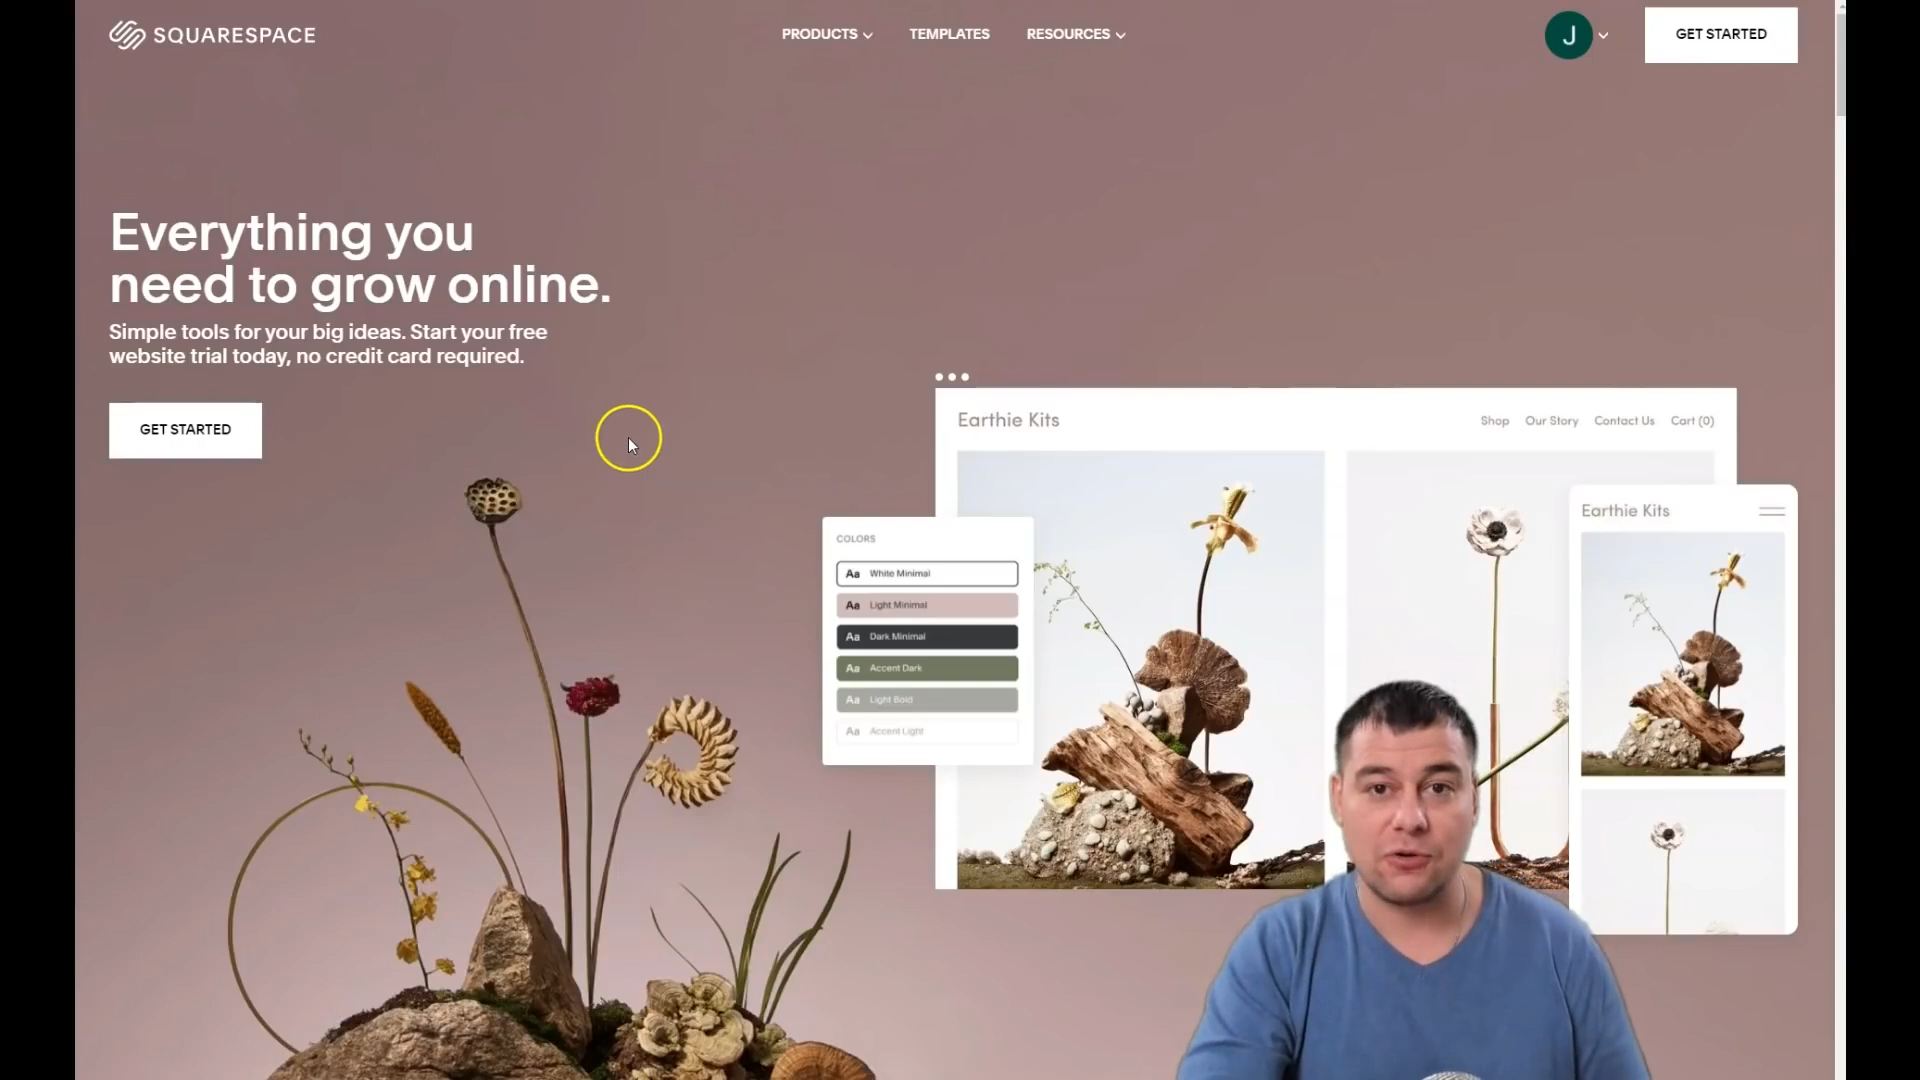 SQUARESPACE
PRODUCTS
TEMPLATES
RESOURCES
J
GET STARTED
Everything you
need to grow online.
Simple tools for your big ideas. Start your free
website trial today, no credit card required.
GET STARTED
Earthie Kits
Shop
Our Story
Contact Us
Cart (0)
COLORS
Aa White Minimal
Aa Light Minimal
Aa Dark Minimal
Aa Accent Dark
Aa Light Bold
Aa Accent Light
Earthie Kits